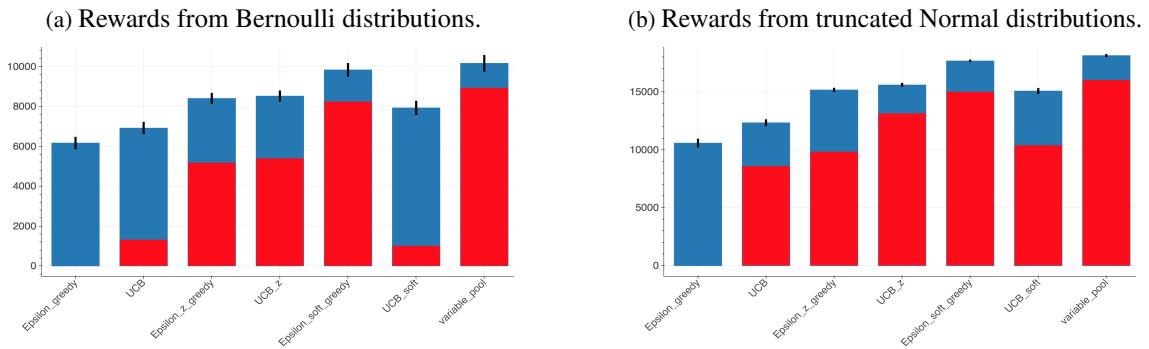 (a) Rewards from Bernoulli distributions.
10000
8000
6000
4000
2000
0
Epsilon_greedy
UCB
Epsilon_z_greedy
UCB_z
Epsilon_soft_greedy
UCB_soft
variable_pool
(b) Rewards from truncated Normal distributions.
15000
10000
5000
0
Epsilon_greedy
UCB
Epsilon_z_greedy
UCB_z
Epsilon_soft_greedy
UCB_soft
variable_pool